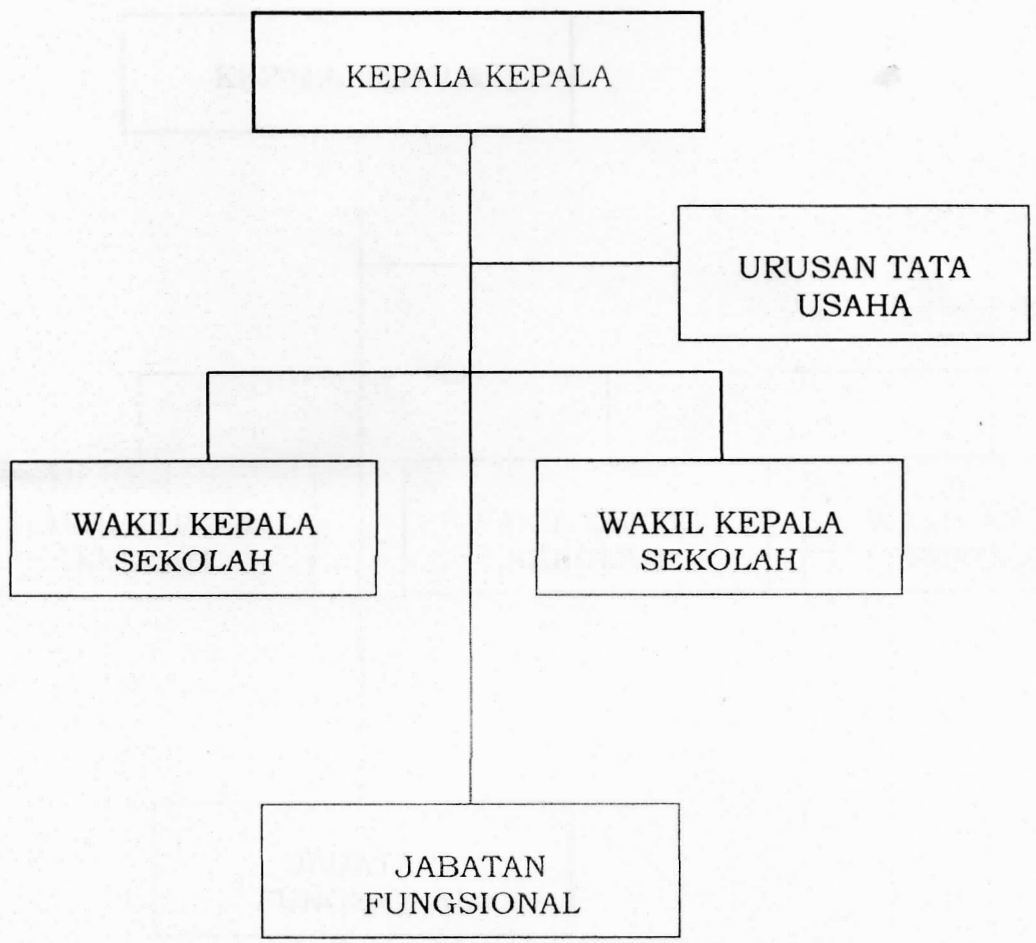 KEPALA KEPALA
URUSAN TATA
USAHA
WAKIL KEPALA
SEKOLAH
WAKIL KEPALA
SEKOLAH
JABATAN
FUNGSIONAL